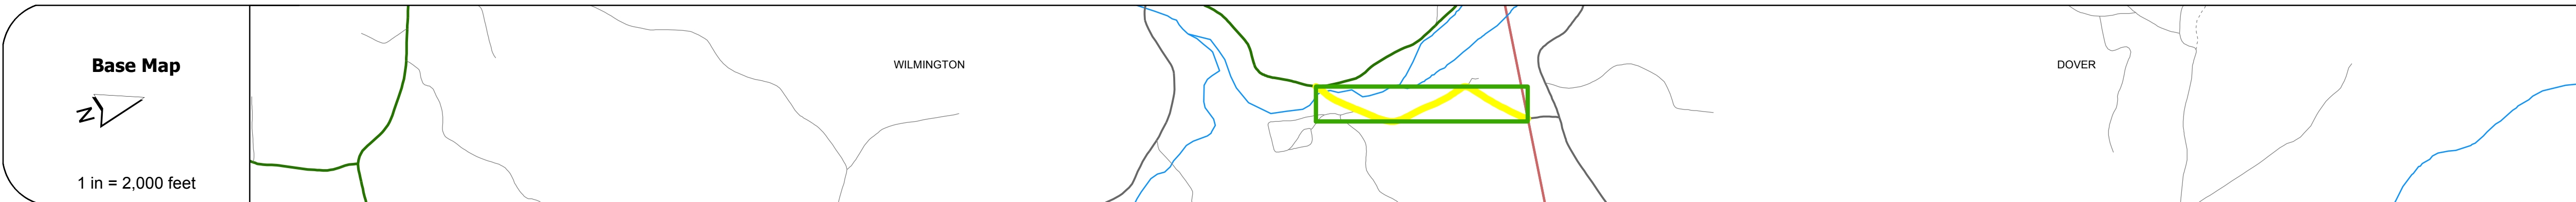 Base Map
N
1 in = 2,000 feet
WILMINGTON
DOVER